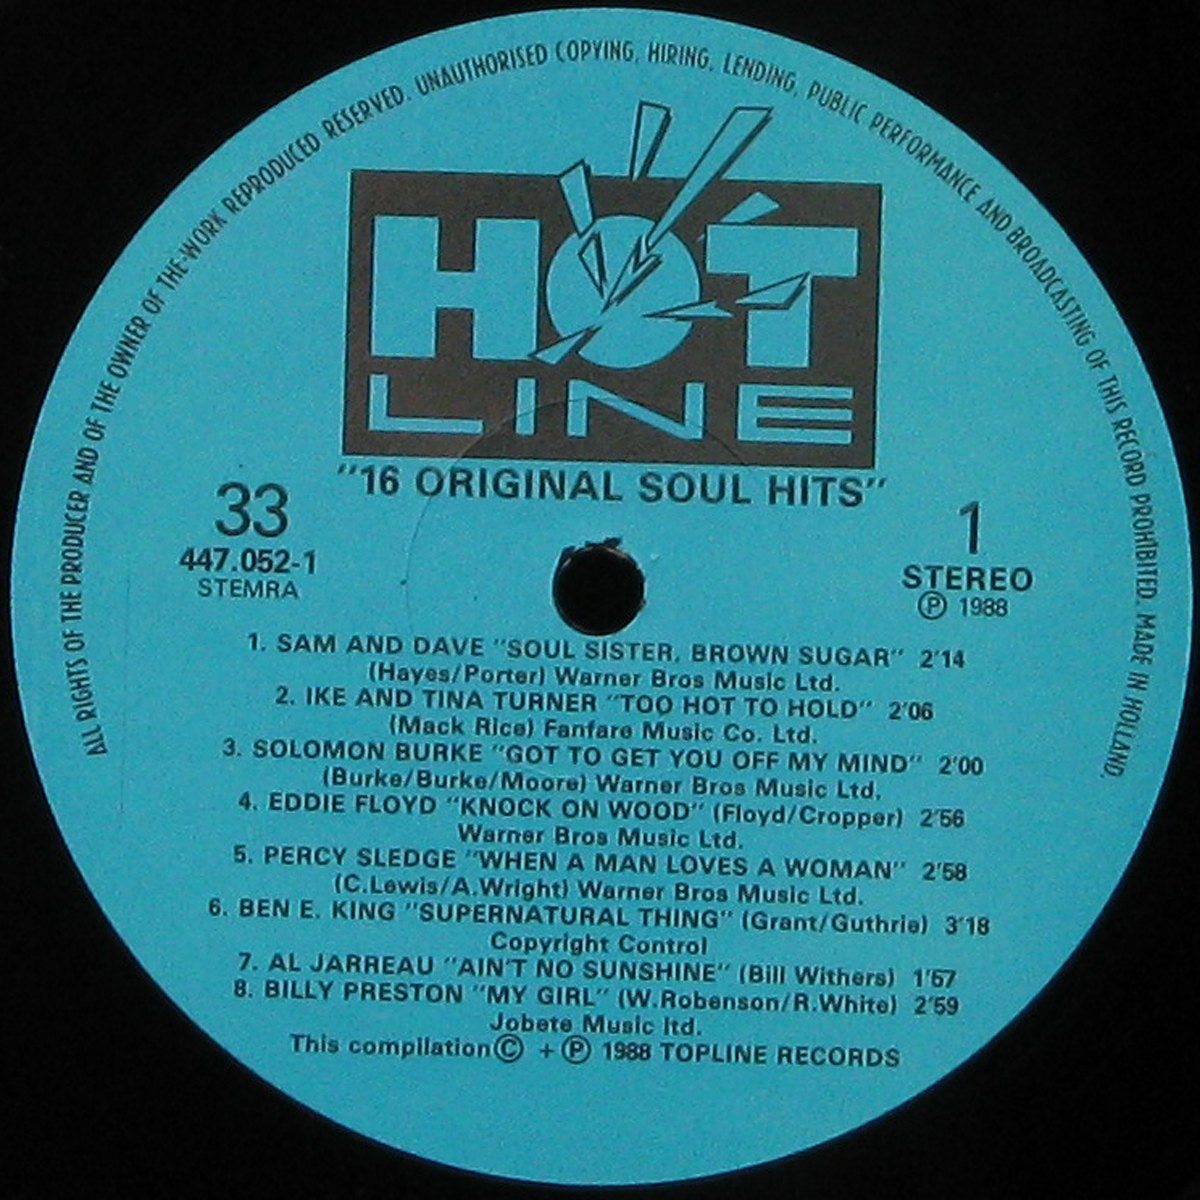 ALL RIGHTS OF THE PRODUCER AND OF THE OWNER OF THE WORK REPRODUCED RESERVED. UNAUTHORISED COPYING, HIRING, LENDING, PUBLIC PERFORMANCE AND BROADCASTING OF THIS RECORD PROHIBITED. MADE IN HOLLAND.
HOT
LINE
"16 ORIGINAL SOUL HITS"
33
447.052-1
STEMRA
1
STEREO
℗ 1988
1. SAM AND DAVE "SOUL SISTER, BROWN SUGAR" 2'14
(Hayes/Porter) Warner Bros Music Ltd.
2. IKE AND TINA TURNER "TOO HOT TO HOLD" 2'06
(Mack Rice) Fanfare Music Co. Ltd.
3. SOLOMON BURKE "GOT TO GET YOU OFF MY MIND" 2'00
(Burke/Burke/Moore) Warner Bros Music Ltd.
4. EDDIE FLOYD "KNOCK ON WOOD" (Floyd/Cropper) 2'56
Warner Bros Music Ltd.
5. PERCY SLEDGE "WHEN A MAN LOVES A WOMAN" 2'58
(C.Lewis/A.Wright) Warner Bros Music Ltd.
6. BEN E. KING "SUPERNATURAL THING" (Grant/Guthrie) 3'18
Copyright Control
7. AL JARREAU "AIN'T NO SUNSHINE" (Bill Withers) 1'57
8. BILLY PRESTON "MY GIRL" (W.Robenson/R.White) 2'59
Jobete Music ltd.
This compilation © + ℗ 1988 TOPLINE RECORDS